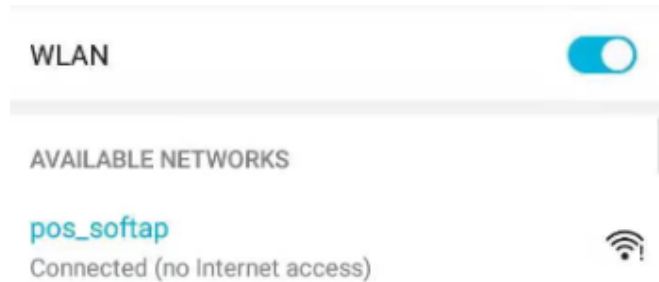 WLAN
AVAILABLE NETWORKS
pos_softap
Connected (no Internet access)